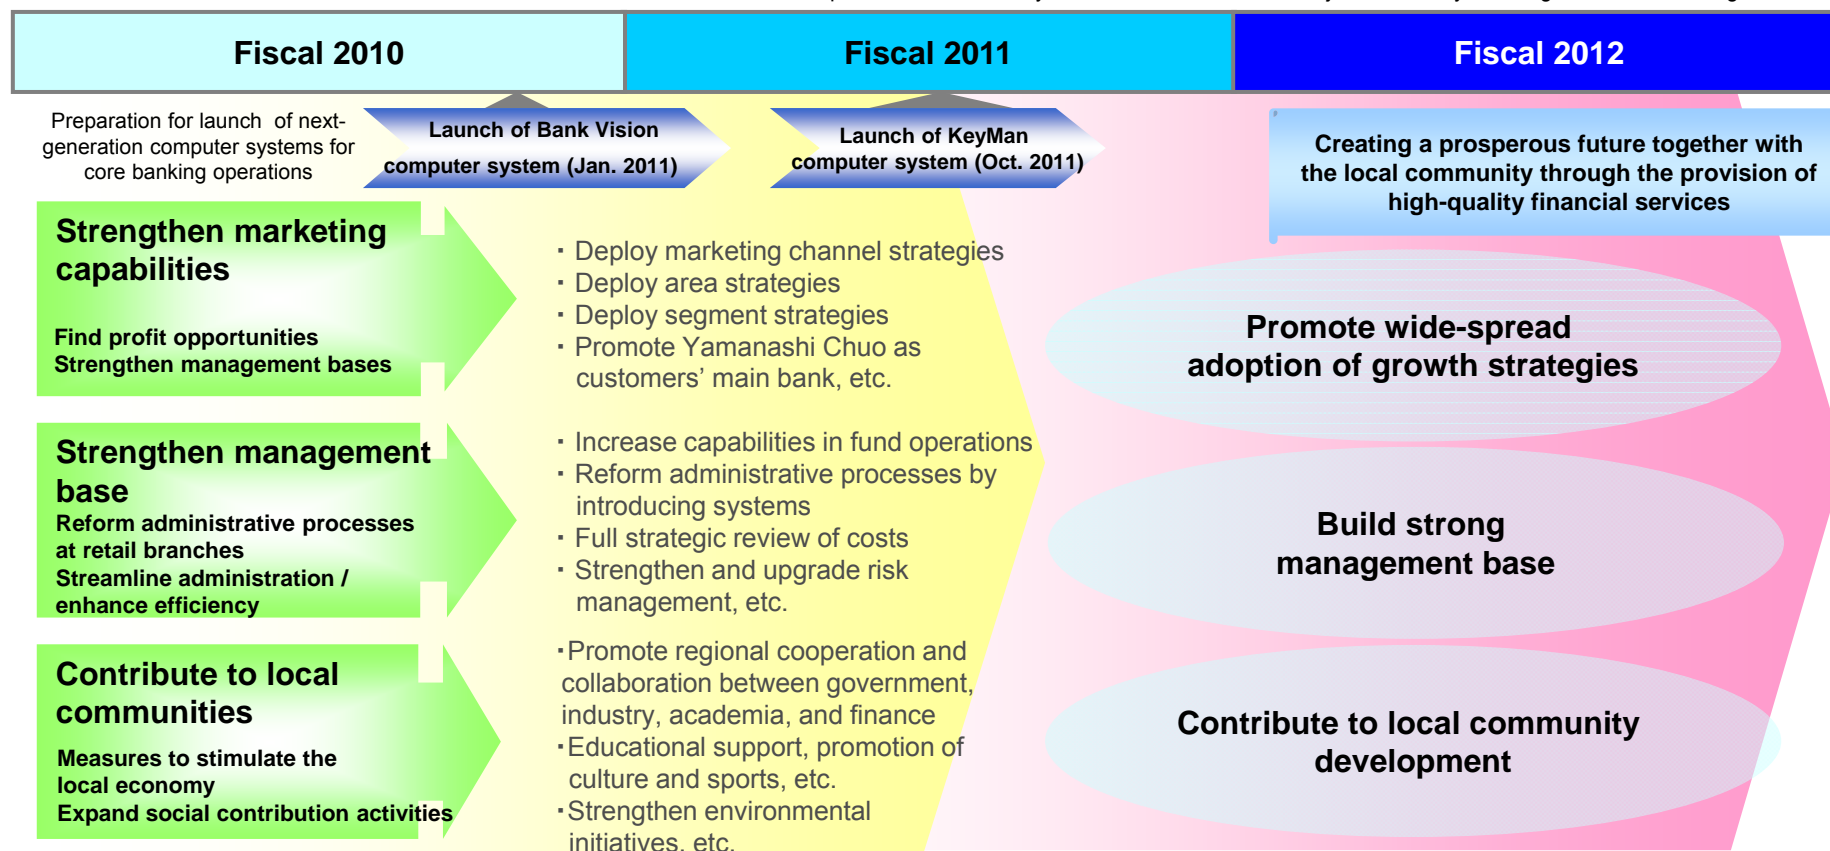 Fiscal 2010
Fiscal 2011
Fiscal 2012
Preparation for launch of next-
generation computer systems for
core banking operations
Launch of Bank Vision
computer system (Jan. 2011)
Launch of KeyMan
computer system (Oct. 2011)
Creating a prosperous future together with
the local community through the provision of
high-quality financial services
Strengthen marketing
capabilities
Find profit opportunities
Strengthen management bases
・Deploy marketing channel strategies
・Deploy area strategies
・Deploy segment strategies
・Promote Yamanashi Chuo as
customers’ main bank, etc.
Promote wide-spread
adoption of growth strategies
Strengthen management
base
Reform administrative processes
at retail branches
Streamline administration /
enhance efficiency
・Increase capabilities in fund operations
・Reform administrative processes by
introducing systems
・Full strategic review of costs
・Strengthen and upgrade risk
management, etc.
Build strong
management base
Contribute to local
communities
Measures to stimulate the
local economy
Expand social contribution activities
・Promote regional cooperation and
collaboration between government,
industry, academia, and finance
・Educational support, promotion of
culture and sports, etc.
・Strengthen environmental
initiatives, etc.
Contribute to local community
development